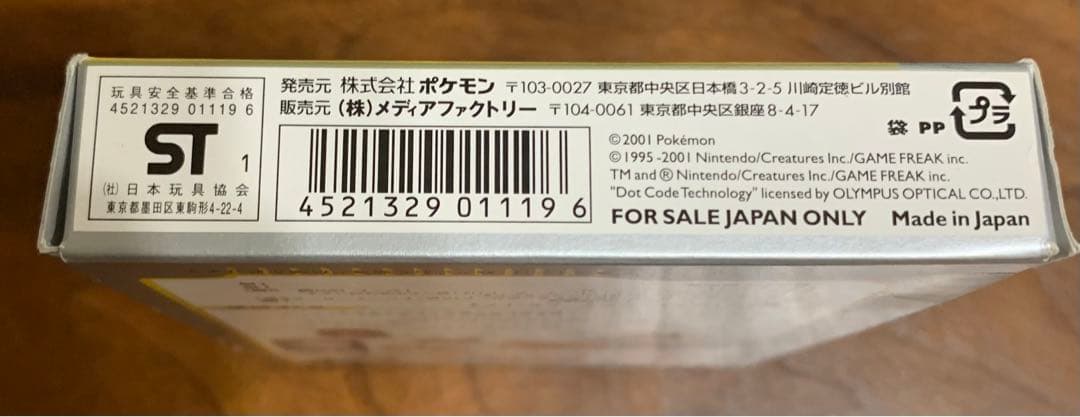 玩具安全基準合格
4521329 01119 6
ST 1
(社)日本玩具協会
東京都墨田区東駒形4-22-4
発売元 株式会社 ポケモン 〒103-0027 東京都中央区日本橋3-2-5 川崎定徳ビル別館
販売元 (株)メディアファクトリー 〒104-0061 東京都中央区銀座8-4-17
4521329 011196
袋 PP プラ
©2001 Pokémon
©1995-2001 Nintendo/Creatures Inc./GAME FREAK inc.
TM and ® Nintendo/Creatures Inc./GAME FREAK inc.
"Dot Code Technology" licensed by OLYMPUS OPTICAL CO.,LTD.
FOR SALE JAPAN ONLY Made in Japan